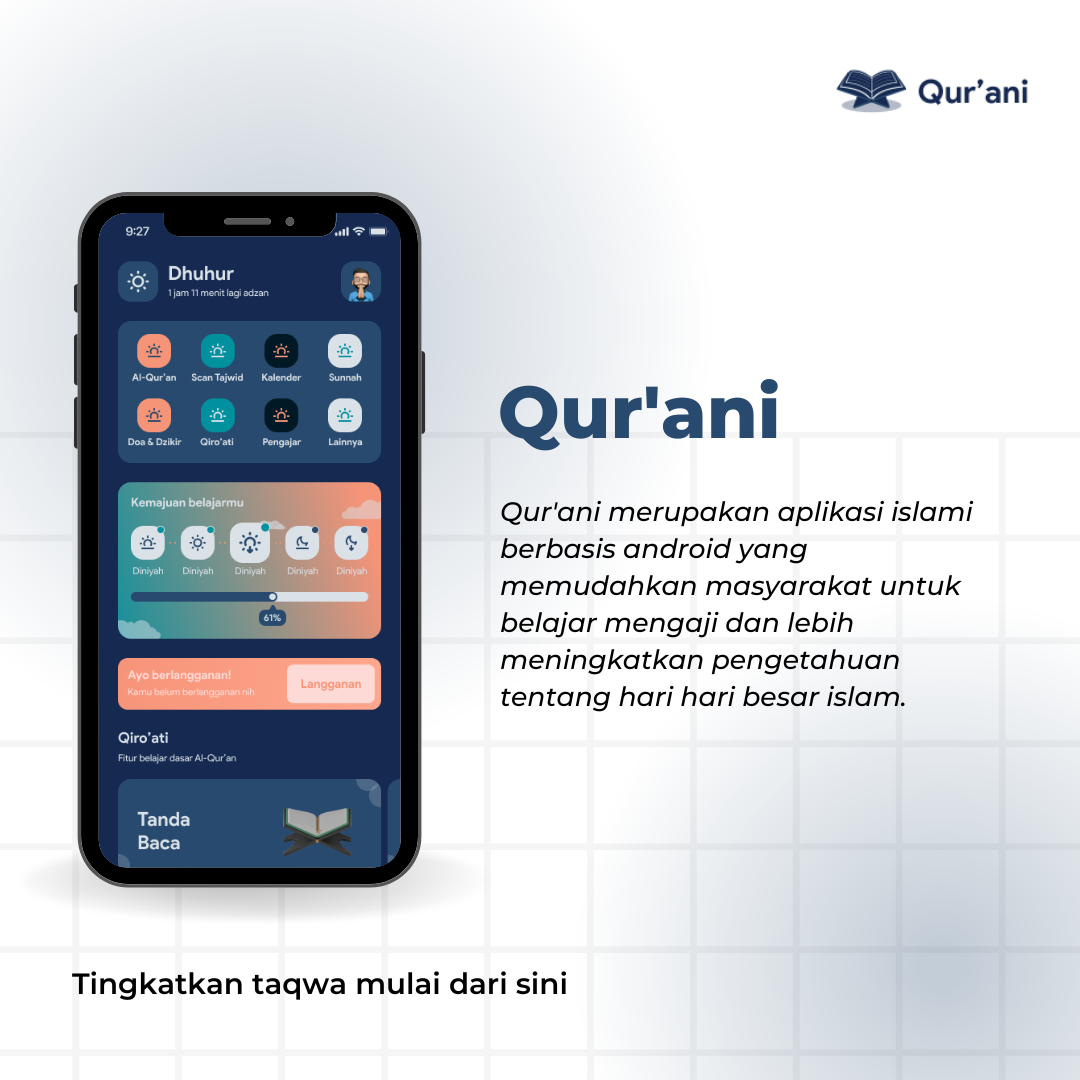 Qur’ani
9:27
Dhuhur
1 jam 11 menit lagi adzan
Al-Qur’an Scan Tajwid Kalender Sunnah
Doa & Dzikir Qiro’ati Pengajar Lainnya
Kemajuan belajarmu
Diniyah Diniyah Diniyah Diniyah Diniyah
61%
Ayo berlangganan!
Kamu belum berlangganan nih
Langganan
Qiro’ati
Fitur belajar dasar Al-Qur’an
Tanda
Baca
Qur'ani
Qur'ani merupakan aplikasi islami
berbasis android yang
memudahkan masyarakat untuk
belajar mengaji dan lebih
meningkatkan pengetahuan
tentang hari hari besar islam.
Tingkatkan taqwa mulai dari sini